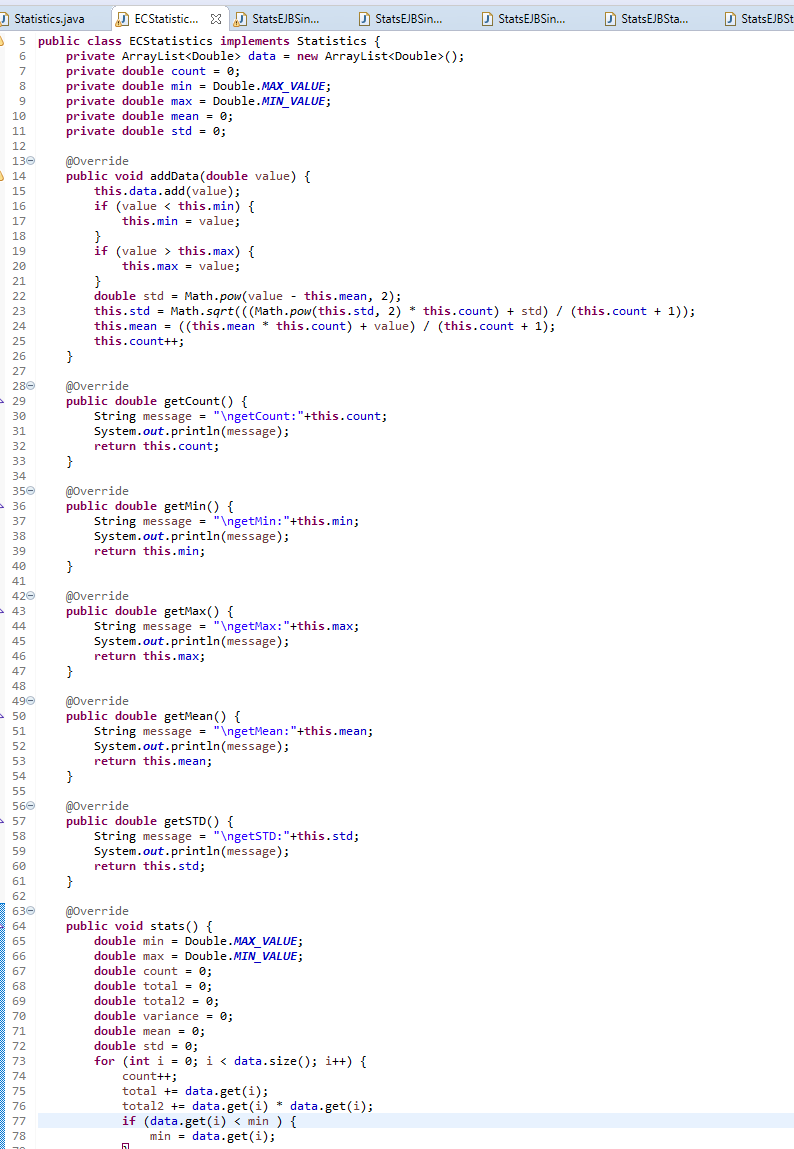 Statistics.java ECStatistic... StatsEJBSin... StatsEJBSin... StatsEJBSin... StatsEJBSta... StatsEJBSt
5 public class ECStatistics implements Statistics {
6     private ArrayList<Double> data = new ArrayList<Double>();
7     private double count = 0;
8     private double min = Double.MAX_VALUE;
9     private double max = Double.MIN_VALUE;
10     private double mean = 0;
11     private double std = 0;
12
13     @Override
14     public void addData(double value) {
15         this.data.add(value);
16         if (value < this.min) {
17             this.min = value;
18         }
19         if (value > this.max) {
20             this.max = value;
21         }
22         double std = Math.pow(value - this.mean, 2);
23         this.std = Math.sqrt(((Math.pow(this.std, 2) * this.count) + std) / (this.count + 1));
24         this.mean = ((this.mean * this.count) + value) / (this.count + 1);
25         this.count++;
26     }
27
28     @Override
29     public double getCount() {
30         String message = "\ngetCount:"+this.count;
31         System.out.println(message);
32         return this.count;
33     }
34
35     @Override
36     public double getMin() {
37         String message = "\ngetMin:"+this.min;
38         System.out.println(message);
39         return this.min;
40     }
41
42     @Override
43     public double getMax() {
44         String message = "\ngetMax:"+this.max;
45         System.out.println(message);
46         return this.max;
47     }
48
49     @Override
50     public double getMean() {
51         String message = "\ngetMean:"+this.mean;
52         System.out.println(message);
53         return this.mean;
54     }
55
56     @Override
57     public double getSTD() {
58         String message = "\ngetSTD:"+this.std;
59         System.out.println(message);
60         return this.std;
61     }
62
63     @Override
64     public void stats() {
65         double min = Double.MAX_VALUE;
66         double max = Double.MIN_VALUE;
67         double count = 0;
68         double total = 0;
69         double total2 = 0;
70         double variance = 0;
71         double mean = 0;
72         double std = 0;
73         for (int i = 0; i < data.size(); i++) {
74             count++;
75             total += data.get(i);
76             total2 += data.get(i) * data.get(i);
77             if (data.get(i) < min ) {
78                 min = data.get(i);